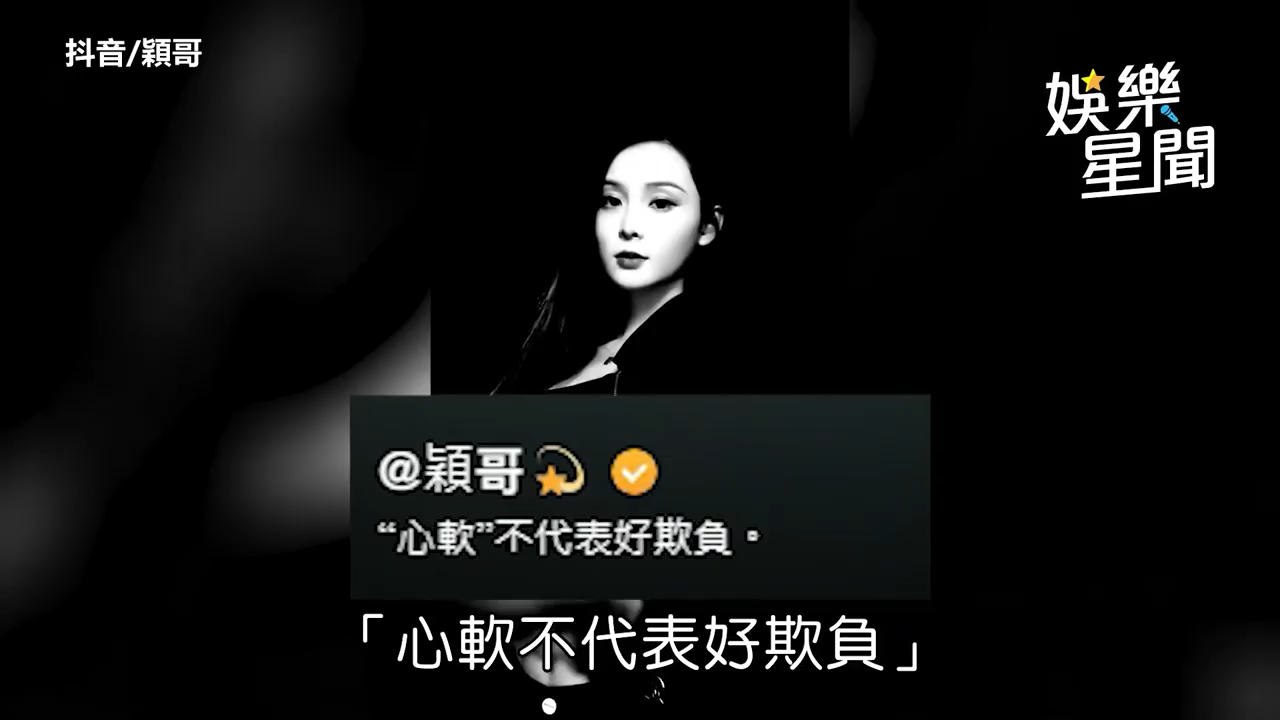 抖音/穎哥
娛樂
星聞
@穎哥
“心軟”不代表好欺負。
「心軟不代表好欺負」